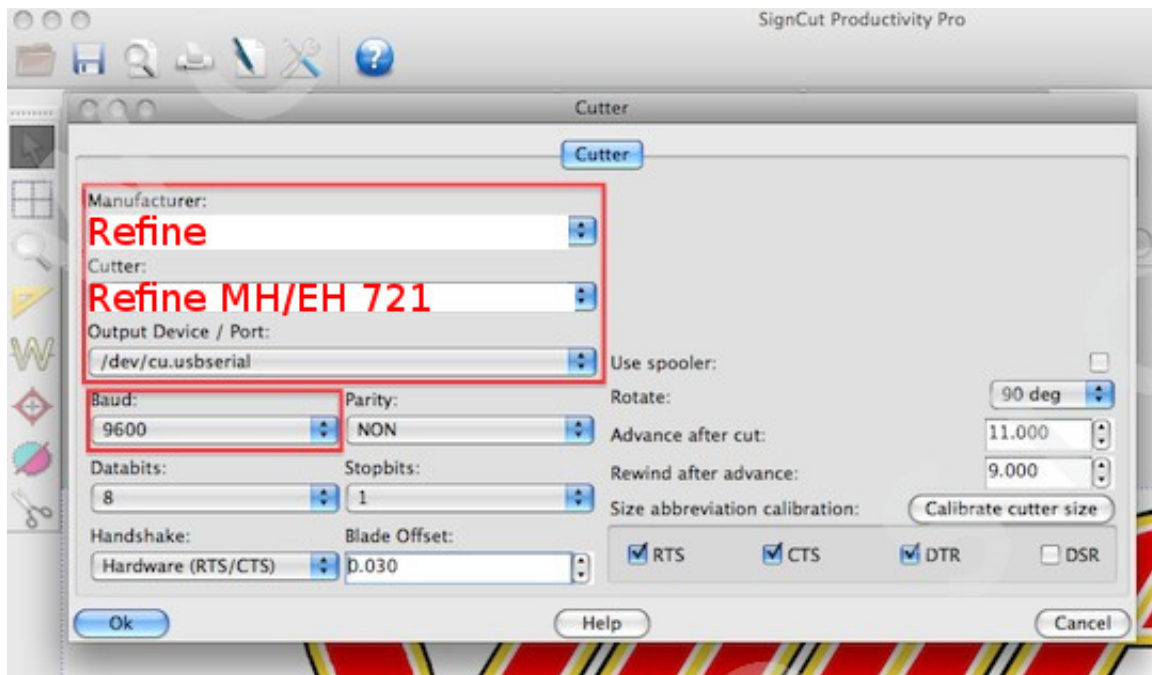 SignCut Productivity Pro
Cutter
Cutter
Manufacturer:
Refine
Cutter:
Refine MH/EH 721
Output Device / Port:
/dev/cu.usbserial
Baud:
Parity:
9600
NON
Databits:
Stopbits:
8
1
Handshake:
Blade Offset:
Hardware (RTS/CTS)
0.030
Use spooler:
Rotate:
90 deg
Advance after cut:
11.000
Rewind after advance:
9.000
Size abbreviation calibration:
Calibrate cutter size
RTS
CTS
DTR
DSR
Ok
Help
Cancel